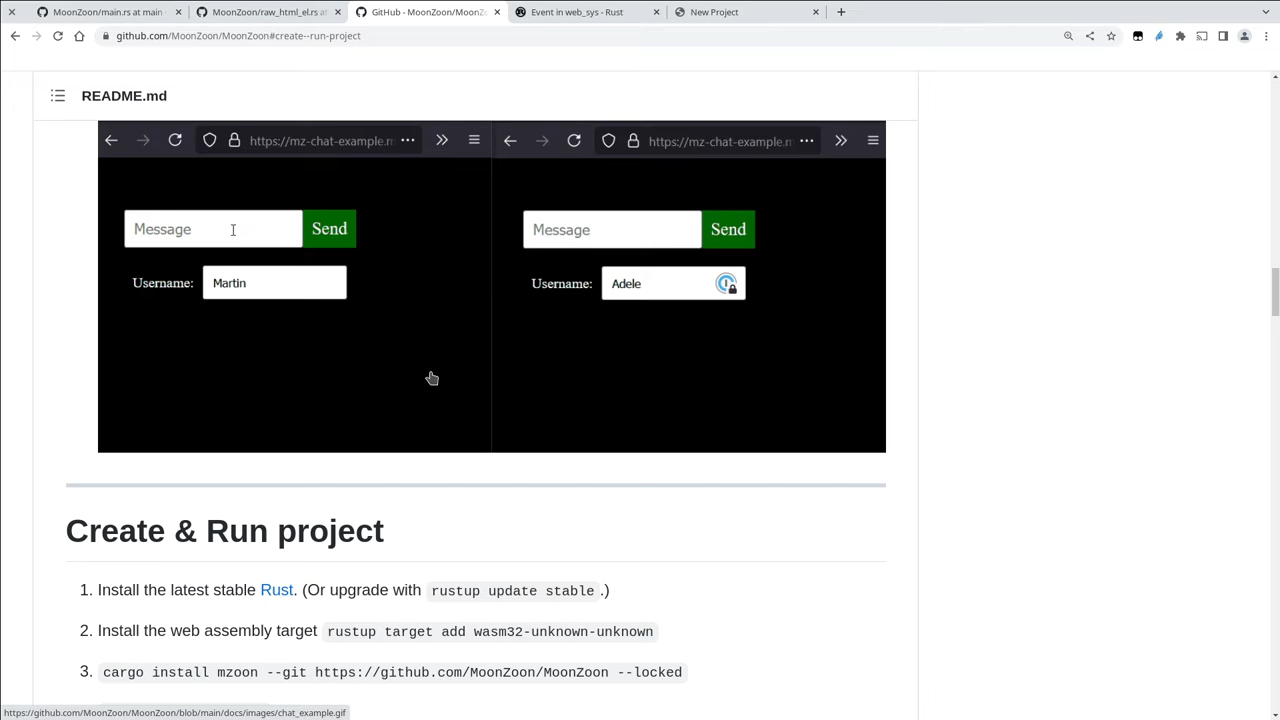 MoonZoon/main.rs at main
MoonZoon/raw_html_el.rs at
GitHub - MoonZoon/MoonZo
Event in web_sys - Rust
New Project
github.com/MoonZoon/MoonZoon#create--run-project
README.md
https://mz-chat-example.m
https://mz-chat-example.m
Message
Send
Message
Send
Username:
Martin
Username:
Adele
Create & Run project
1. Install the latest stable Rust. (Or upgrade with rustup update stable .)
2. Install the web assembly target rustup target add wasm32-unknown-unknown
3. cargo install mzoon --git https://github.com/MoonZoon/MoonZoon --locked
https://github.com/MoonZoon/MoonZoon/blob/main/docs/images/chat_example.gif